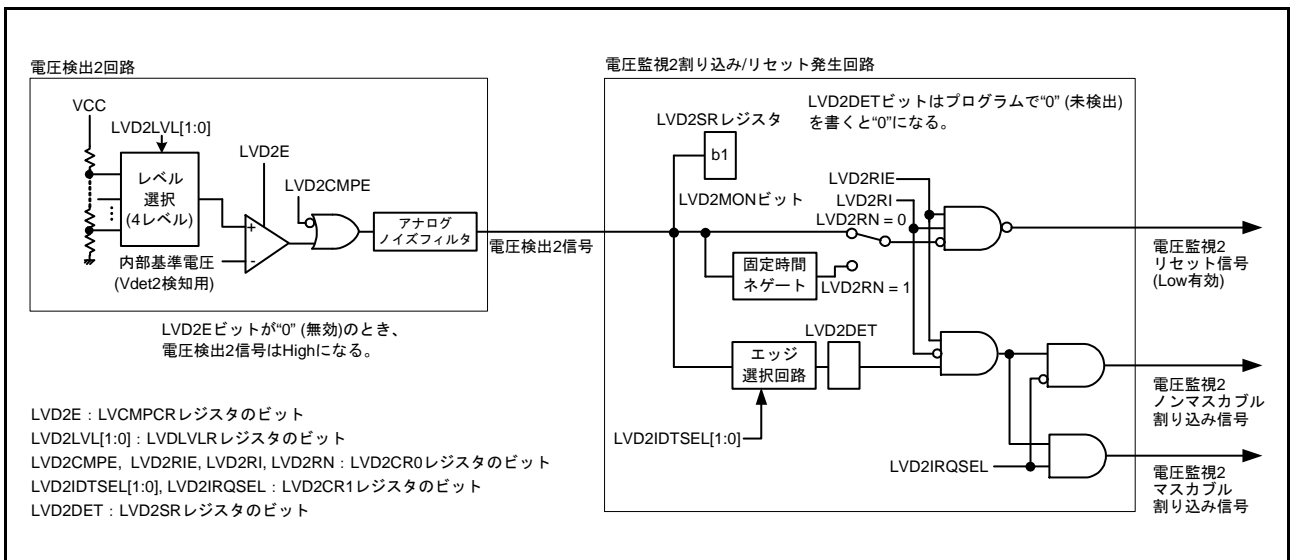 電圧検出2回路
VCC
LVD2LVL[1:0]
レベル
選択
(4レベル)
LVD2E
LVD2CMPE
+
-
内部基準電圧
(Vdet2検知用)
アナログ
ノイズフィルタ
電圧検出2信号
LVD2Eビットが“0” (無効)のとき、
電圧検出2信号はHighになる。
電圧監視2割り込み/リセット発生回路
LVD2DETビットはプログラムで“0” (未検出)
を書くと“0”になる。
LVD2SRレジスタ
b1
LVD2MONビット
LVD2RIE
LVD2RI
LVD2RN = 0
固定時間
ネゲート
LVD2RN = 1
LVD2DET
エッジ
選択回路
LVD2IDTSEL[1:0]
LVD2IRQSEL
電圧監視2
リセット信号
(Low有効)
電圧監視2
ノンマスカブル
割り込み信号
電圧監視2
マスカブル
割り込み信号
LVD2E : LVCMPCRレジスタのビット
LVD2LVL[1:0] : LVDLVLRレジスタのビット
LVD2CMPE, LVD2RIE, LVD2RI, LVD2RN : LVD2CR0レジスタのビット
LVD2IDTSEL[1:0], LVD2IRQSEL : LVD2CR1レジスタのビット
LVD2DET : LVD2SRレジスタのビット